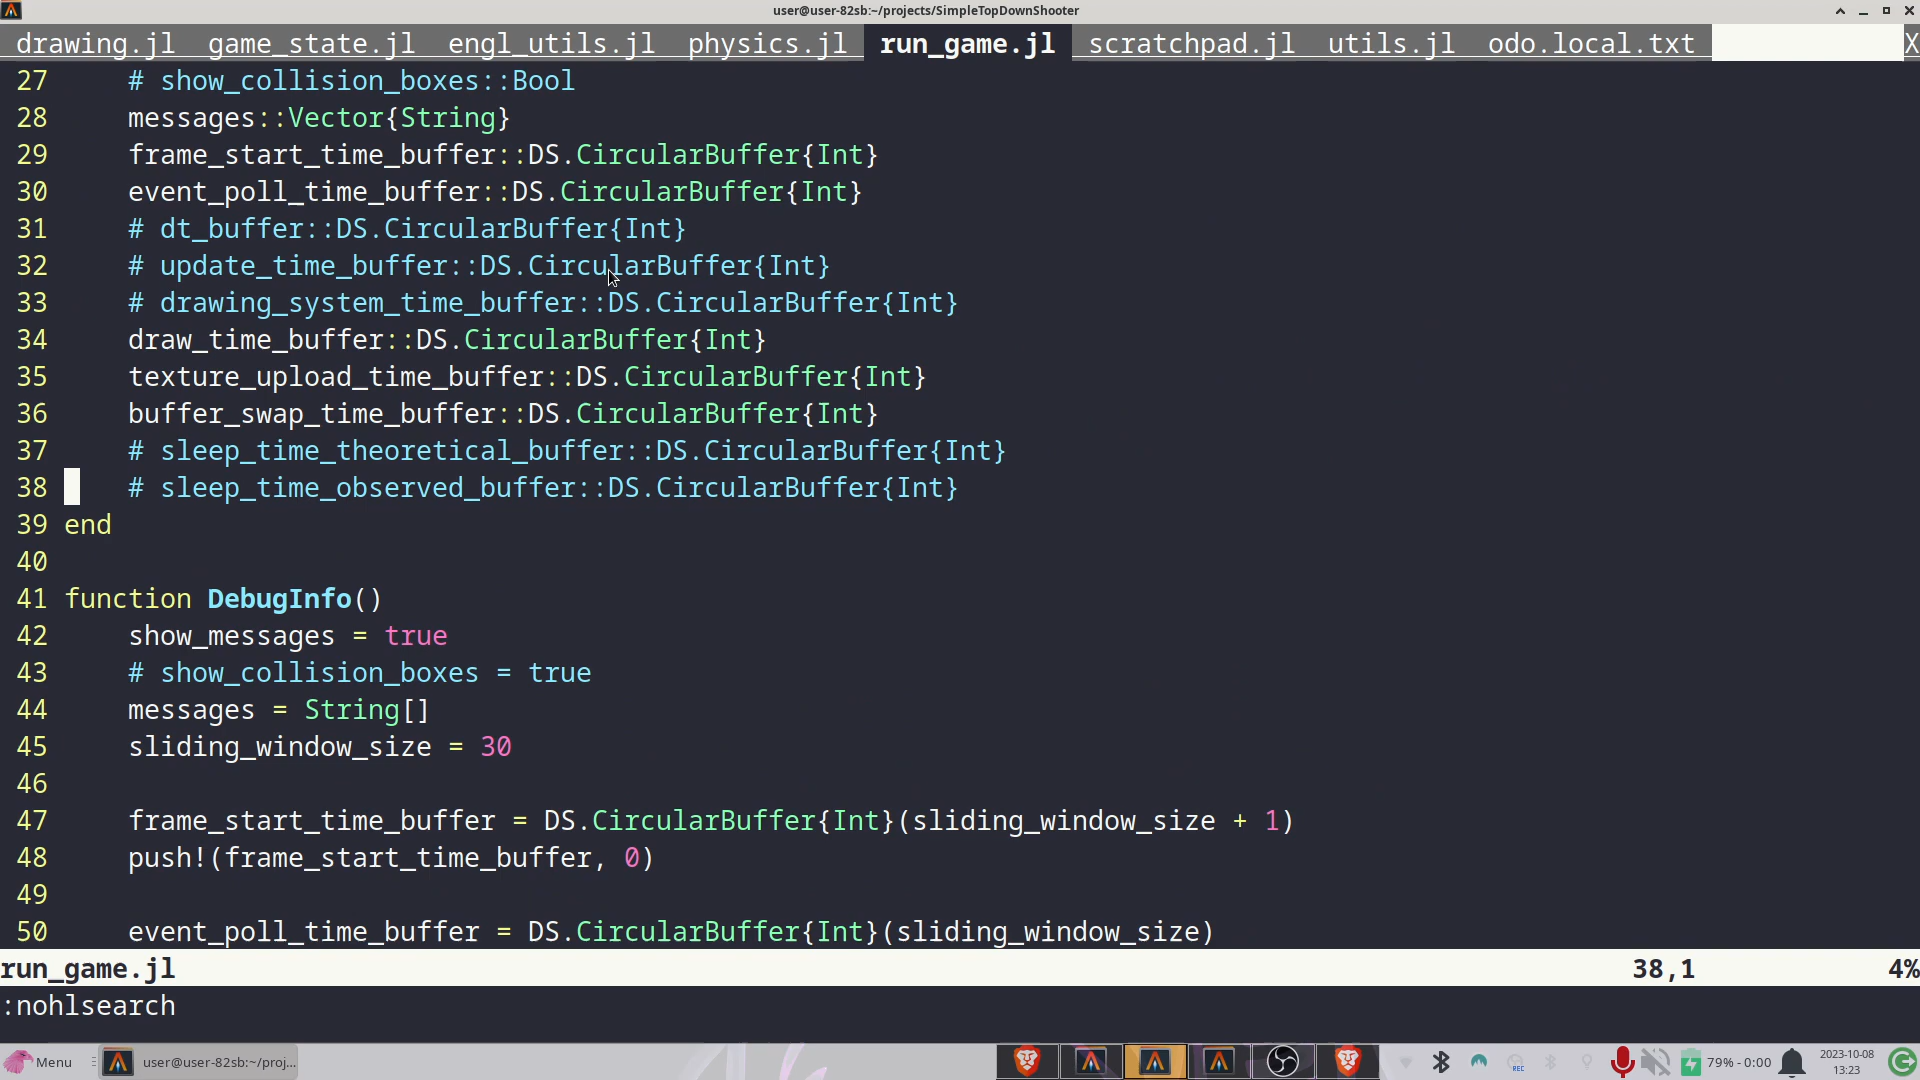 user@user-82sb:~/projects/SimpleTopDownShooter
drawing.jl game_state.jl engl_utils.jl physics.jl run_game.jl scratchpad.jl utils.jl odo.local.txt X
27     # show_collision_boxes::Bool
28     messages::Vector{String}
29     frame_start_time_buffer::DS.CircularBuffer{Int}
30     event_poll_time_buffer::DS.CircularBuffer{Int}
31     # dt_buffer::DS.CircularBuffer{Int}
32     # update_time_buffer::DS.CircularBuffer{Int}
33     # drawing_system_time_buffer::DS.CircularBuffer{Int}
34     draw_time_buffer::DS.CircularBuffer{Int}
35     texture_upload_time_buffer::DS.CircularBuffer{Int}
36     buffer_swap_time_buffer::DS.CircularBuffer{Int}
37     # sleep_time_theoretical_buffer::DS.CircularBuffer{Int}
38     # sleep_time_observed_buffer::DS.CircularBuffer{Int}
39 end
40
41 function DebugInfo()
42     show_messages = true
43     # show_collision_boxes = true
44     messages = String[]
45     sliding_window_size = 30
46
47     frame_start_time_buffer = DS.CircularBuffer{Int}(sliding_window_size + 1)
48     push!(frame_start_time_buffer, 0)
49
50     event_poll_time_buffer = DS.CircularBuffer{Int}(sliding_window_size)
run_game.jl 38,1 4%
:nohlsearch
Menu user@user-82sb:~/proj... REC 79% - 0:00 2023-10-08
13:23